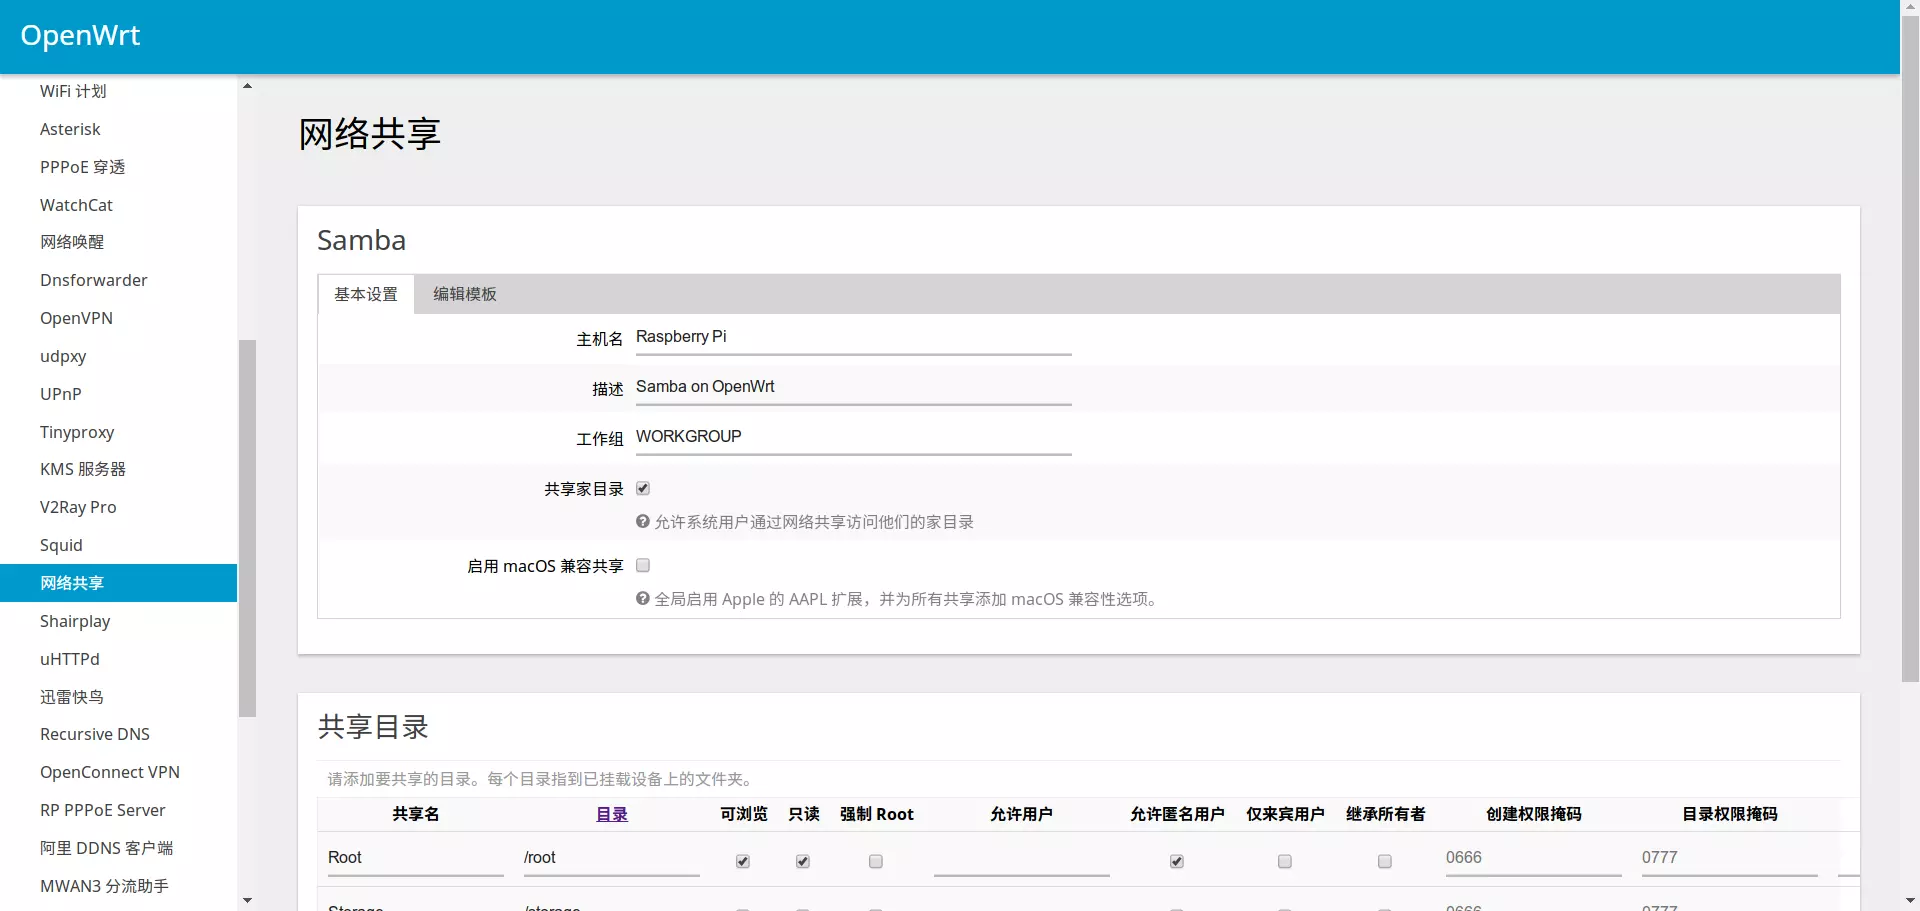 OpenWrt
WiFi 计划
Asterisk
PPPoE 穿透
WatchCat
网络唤醒
Dnsforwarder
OpenVPN
udpxy
UPnP
Tinyproxy
KMS 服务器
V2Ray Pro
Squid
网络共享
Shairplay
uHTTPd
迅雷快鸟
Recursive DNS
OpenConnect VPN
RP PPPoE Server
阿里 DDNS 客户端
MWAN3 分流助手
网络共享
Samba
基本设置 编辑模板
主机名 Raspberry Pi
描述 Samba on OpenWrt
工作组 WORKGROUP
共享家目录
允许系统用户通过网络共享访问他们的家目录
启用 macOS 兼容共享
全局启用 Apple 的 AAPL 扩展，并为所有共享添加 macOS 兼容性选项。
共享目录
请添加要共享的目录。每个目录指到已挂载设备上的文件夹。
共享名 目录 可浏览 只读 强制 Root 允许用户 允许匿名用户 仅来宾用户 继承所有者 创建权限掩码 目录权限掩码
Root /root 0666 0777
Storage /storage 0666 0777